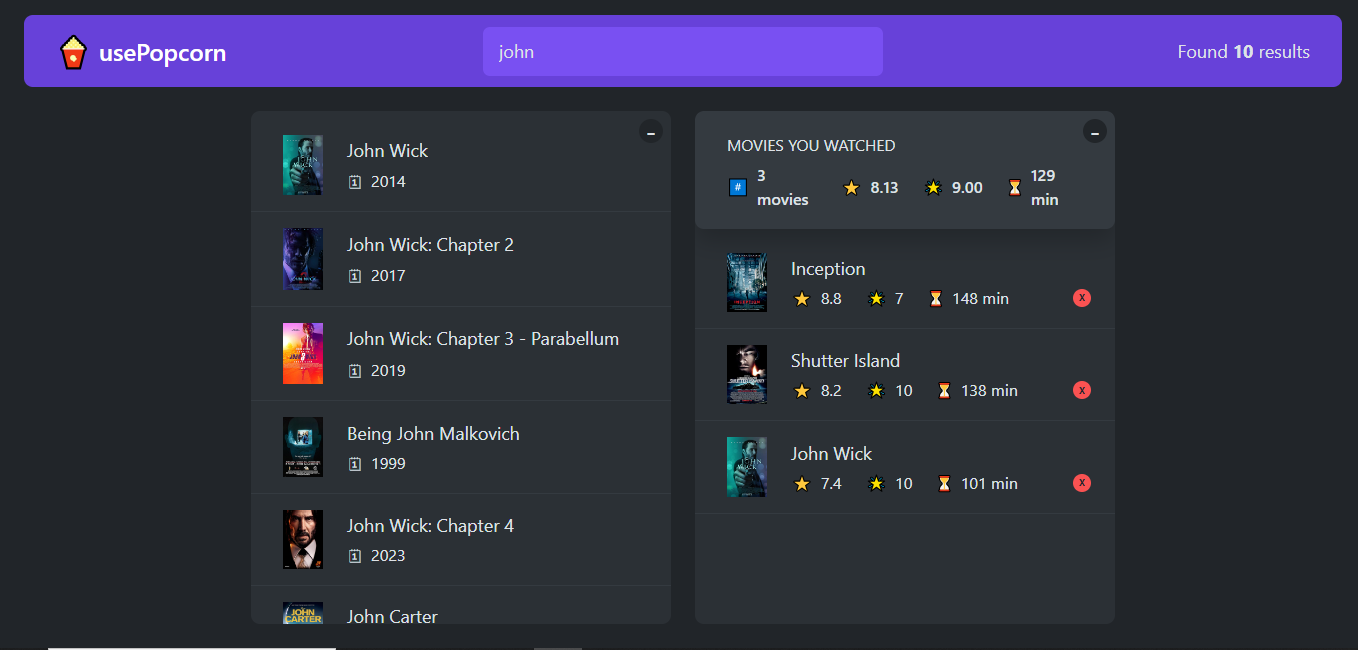 usePopcorn
john
Found 10 results
John Wick
2014
John Wick: Chapter 2
2017
John Wick: Chapter 3 - Parabellum
2019
Being John Malkovich
1999
John Wick: Chapter 4
2023
JOHN
CARTER
John Carter
MOVIES YOU WATCHED
# 3 movies 8.13 9.00 129 min
Inception
8.8 7 148 min X
Shutter Island
8.2 10 138 min X
John Wick
7.4 10 101 min X